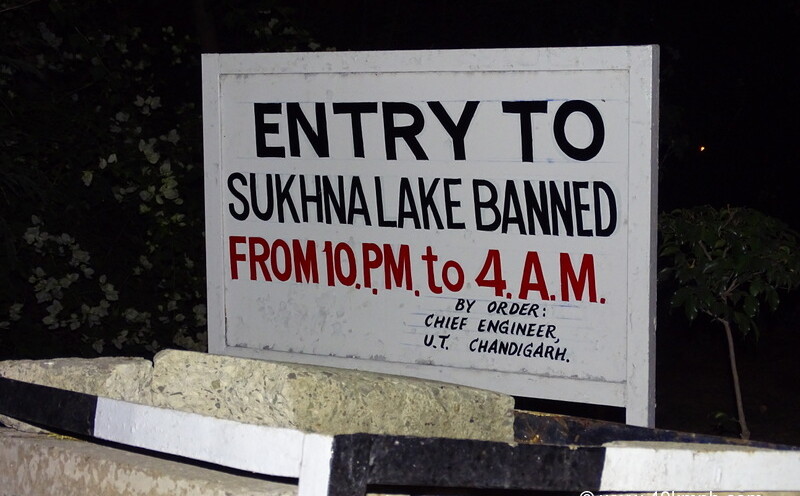 ENTRY TO
SUKHNA LAKE BANNED
FROM 10.P.M. to 4.A.M.
BY ORDER:
CHIEF ENGINEER,
U.T. CHANDIGARH.